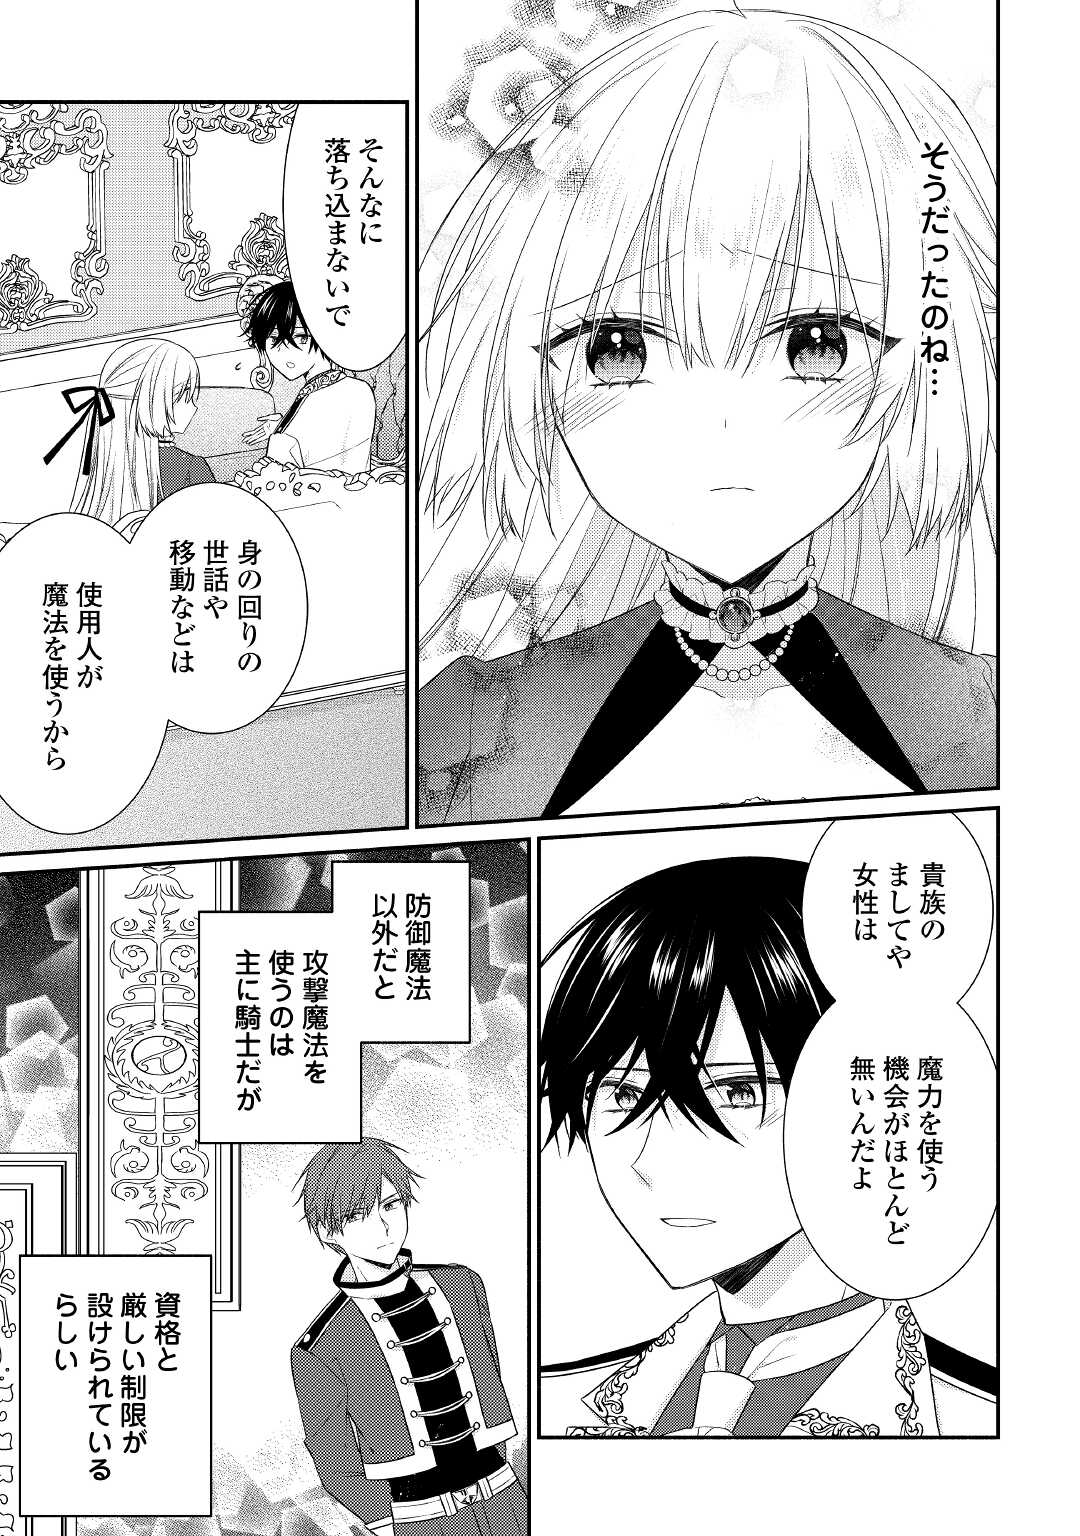 そうだったのね…
そんなに
落ち込まないで
身の回りの
世話や
移動などは
使用人が
魔法を使うから
貴族の
ましてや
女性は
魔力を使う
機会がほとんど
無いんだよ
防御魔法
以外だと
攻撃魔法を
使うのは
主に騎士だが
資格と
厳しい制限が
設けられている
らしい